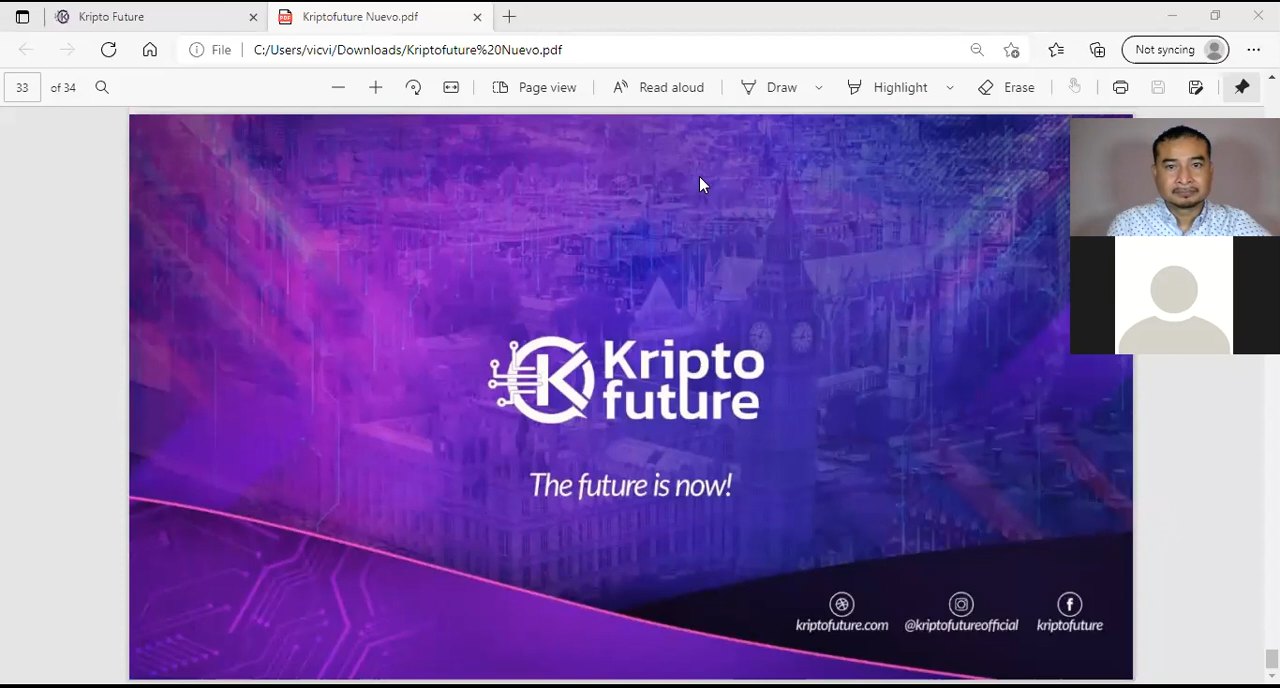 Kripto Future
Kriptofuture Nuevo.pdf
File
C:/Users/vicvi/Downloads/Kriptofuture%20Nuevo.pdf
Not syncing
33 of 34
Page view
Read aloud
Draw
Highlight
Erase
Kripto
future
The future is now!
kriptofuture.com
@kriptofutureofficial
kriptofuture